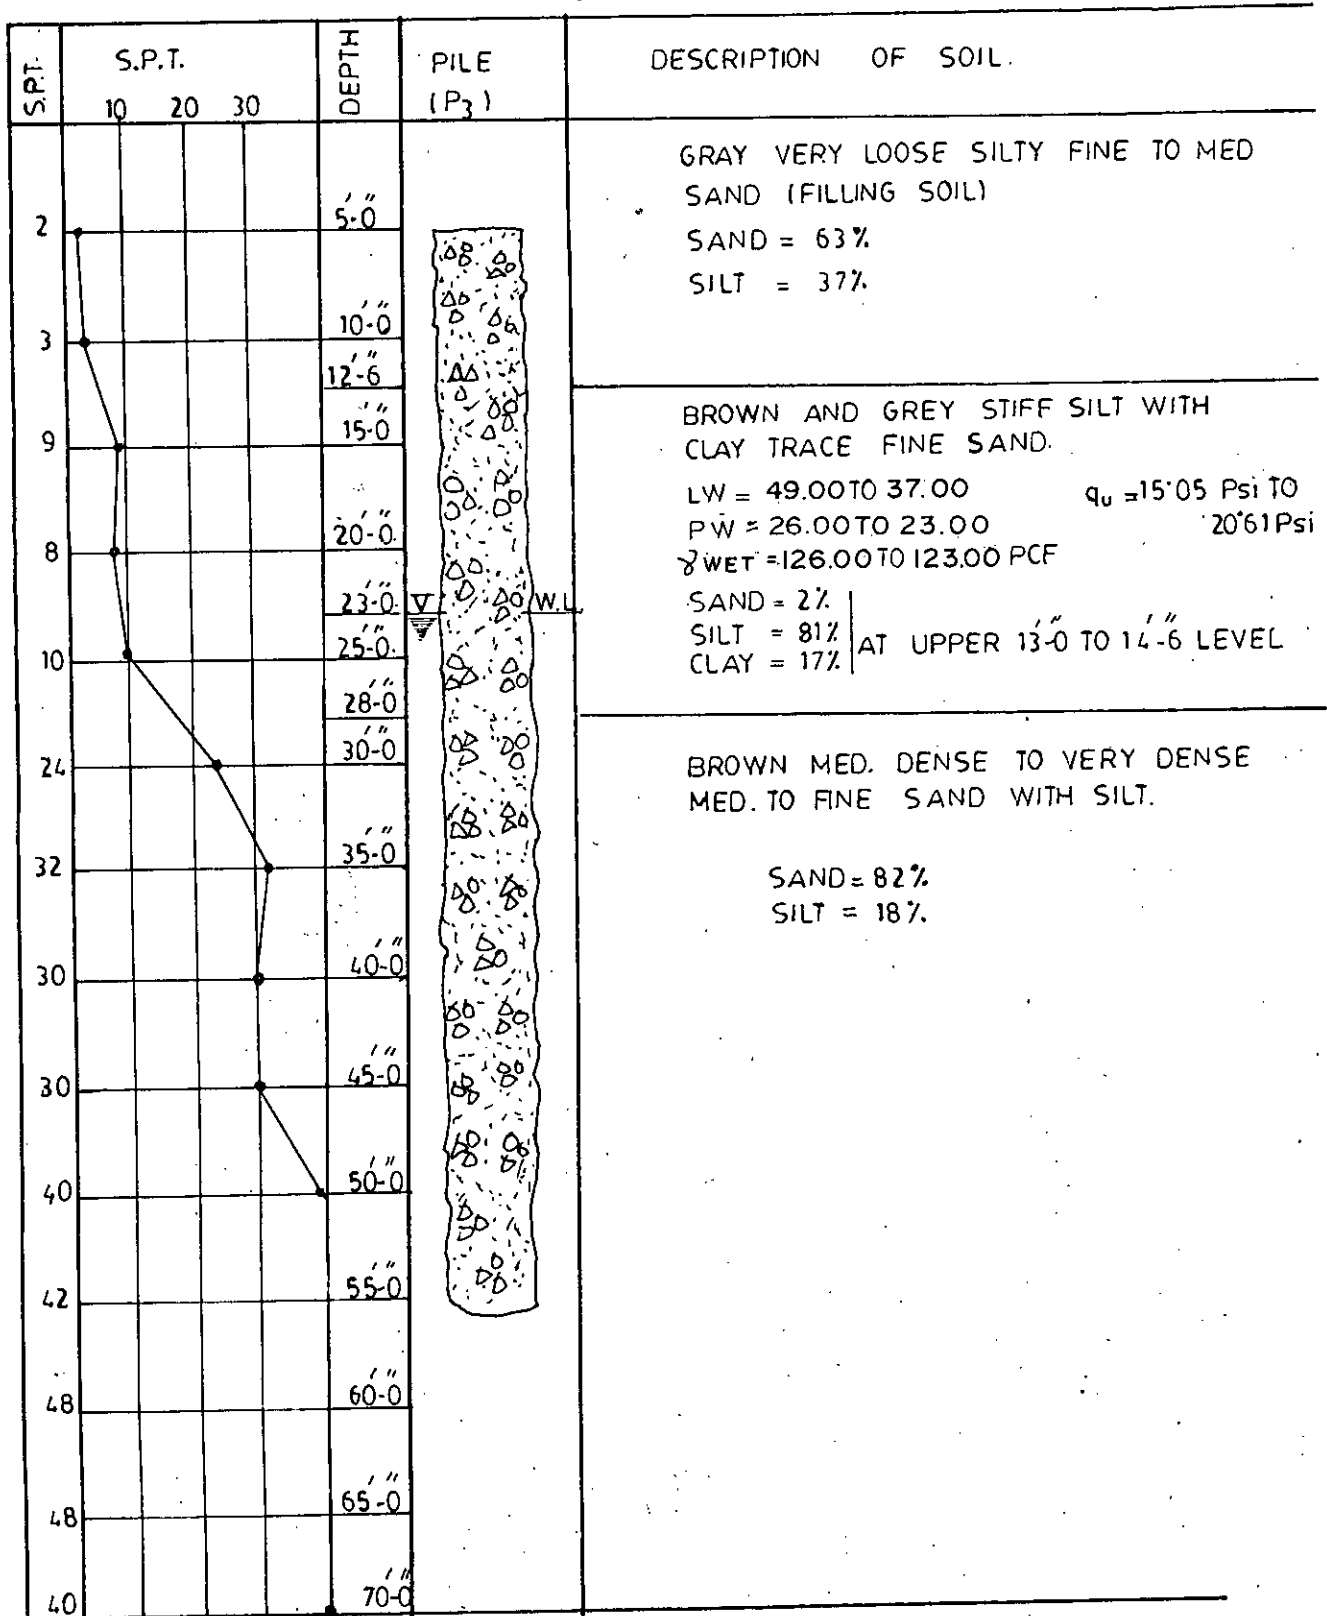 S.P.T.
S.P.T.
10 20 30
DEPTH
PILE
(P3)
DESCRIPTION OF SOIL.
GRAY VERY LOOSE SILTY FINE TO MED
SAND (FILLING SOIL)
SAND = 63%
SILT = 37%
2 5'-0"
3 10'-0"
12'-6"
9 15'-0"
8 20'-0"
23'-0" W.L
10 25'-0"
28'-0"
24 30'-0"
32 35'-0"
30 40'-0"
30 45'-0"
40 50'-0"
42 55'-0"
48 60'-0"
48 65'-0"
40 70'-0"
BROWN AND GREY STIFF SILT WITH
CLAY TRACE FINE SAND.
LW = 49.00 TO 37.00 qu = 15·05 Psi TO
PW = 26.00 TO 23.00 20·61 Psi
γ WET = 126.00 TO 123.00 PCF
SAND = 2%
SILT = 81% AT UPPER 13'-0" TO 14'-6" LEVEL
CLAY = 17%
BROWN MED. DENSE TO VERY DENSE
MED. TO FINE SAND WITH SILT.
SAND = 82%
SILT = 18%